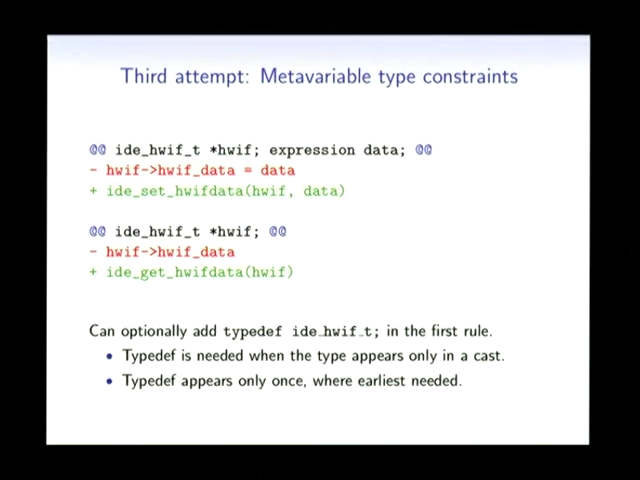 Third attempt: Metavariable type constraints
@@ ide_hwif_t *hwif; expression data; @@
- hwif->hwif_data = data
+ ide_set_hwifdata(hwif, data)
@@ ide_hwif_t *hwif; @@
- hwif->hwif_data
+ ide_get_hwifdata(hwif)
Can optionally add typedef ide_hwif_t; in the first rule.
• Typedef is needed when the type appears only in a cast.
• Typedef appears only once, where earliest needed.